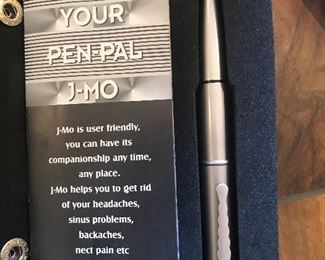 YOUR
PEN-PAL
J-MO
J-Mo is user friendly,
you can have its
companionship any time,
any place.
J-Mo helps you to get rid
of your headaches,
sinus problems,
backaches,
nect pain etc